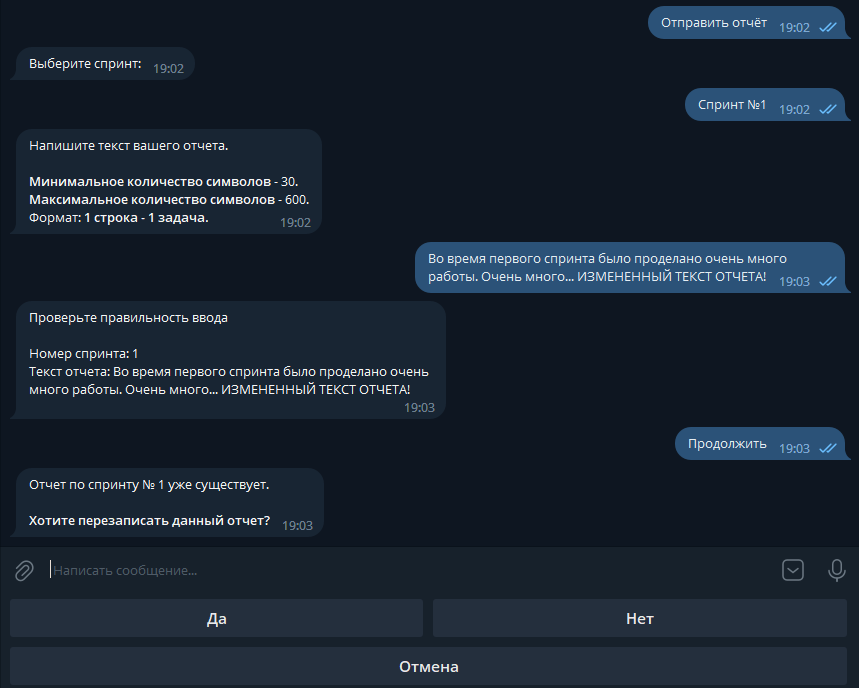 Отправить отчёт 19:02
Выберите спринт: 19:02
Спринт №1 19:02
Напишите текст вашего отчета.
Минимальное количество символов - 30.
Максимальное количество символов - 600.
Формат: 1 строка - 1 задача.
19:02
Во время первого спринта было проделано очень много
работы. Очень много... ИЗМЕНЕННЫЙ ТЕКСТ ОТЧЕТА! 19:03
Проверьте правильность ввода
Номер спринта: 1
Текст отчета: Во время первого спринта было проделано очень
много работы. Очень много... ИЗМЕНЕННЫЙ ТЕКСТ ОТЧЕТА!
19:03
Продолжить 19:03
Отчет по спринту № 1 уже существует.
Хотите перезаписать данный отчет? 19:03
Написать сообщение...
Да Нет
Отмена